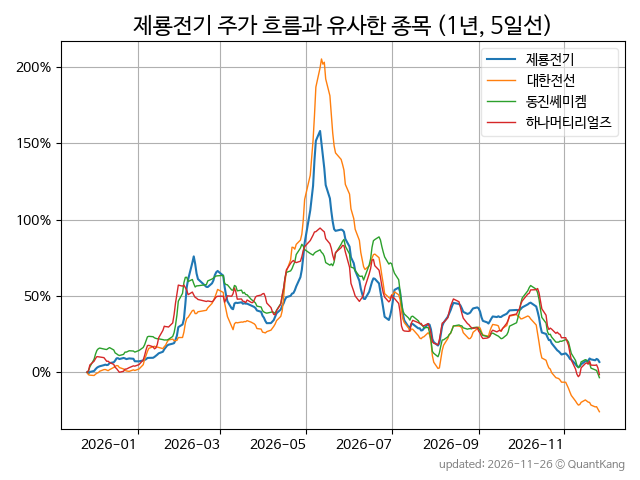 제룡전기 주가 흐름과 유사한 종목 (1년, 5일선)
제룡전기
대한전선
동진쎄미켐
하나머티리얼즈
200%
150%
100%
50%
0%
2026-01
2026-03
2026-05
2026-07
2026-09
2026-11
updated: 2026-11-26 © QuantKang